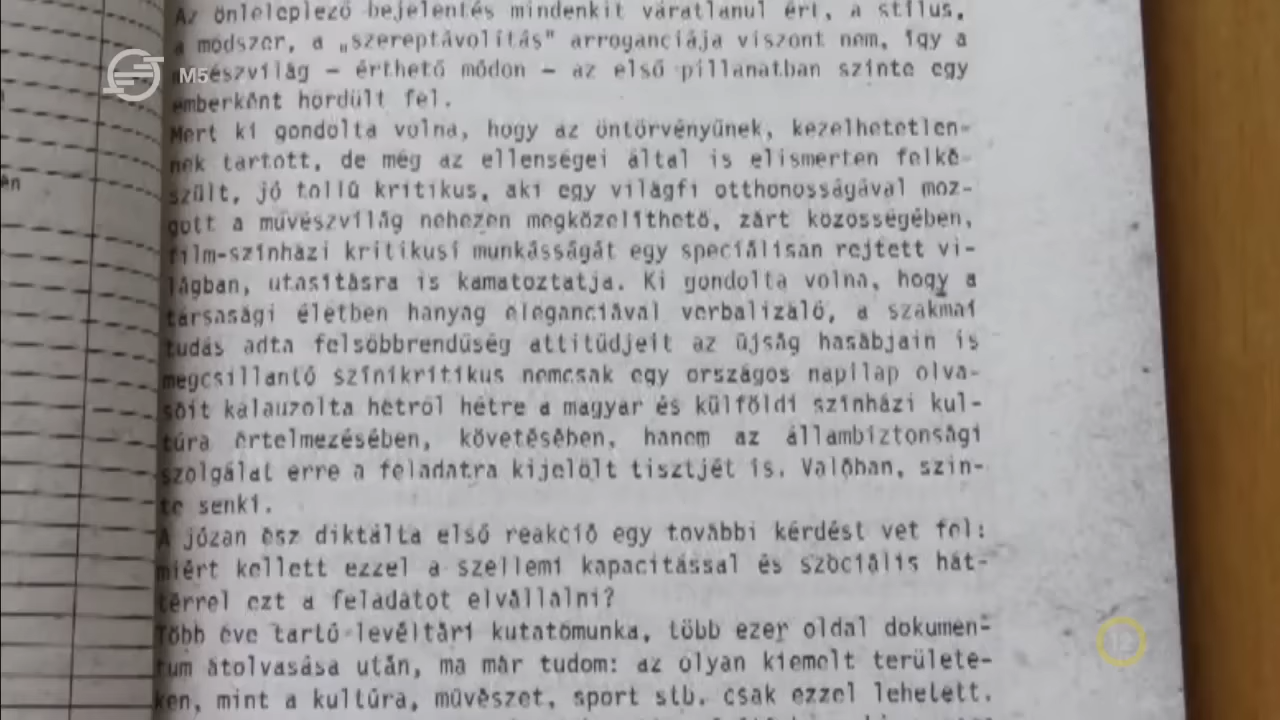 Az önleleplező bejelentés mindenkit váratlanul ért, a stílus,
a módszer, a „szereptávolítás" arroganciája viszont nem, így a
művészvilág – érthető módon – az első pillanatban szinte egy
emberként hördült fel.
Mert ki gondolta volna, hogy az öntörvényűnek, kezelhetetlen-
nek tartott, de még az ellenségei által is elismerten felké-
szült, jó tollú kritikus, aki egy világfi otthonosságával moz-
gott a művészvilág nehezen megközelíthető, zárt közösségében,
film-színházi kritikusi munkásságát egy speciálisan rejtett vi-
lágban, utasításra is kamatoztatja. Ki gondolta volna, hogy a
társasági életben hanyag eleganciával verbalizáló, a szakmai
tudás adta felsőbbrendűség attitűdjeit az újság hasábjain is
megcsillantó színikritikus nemcsak egy országos napilap olva-
sóit kalauzolta hétről hétre a magyar és külföldi színházi kul-
túra értelmezésében, követésében, hanem az állambiztonsági
szolgálat erre a feladatra kijelölt tisztjét is. Valóban, szin-
te senki.
A józan ész diktálta első reakció egy további kérdést vet fel:
miért kellett ezzel a szellemi kapacitással és szociális hát-
térrel ezt a feladatot elvállalni?
Több éve tartó levéltári kutatómunka, több ezer oldal dokumen-
tum átolvasása után, ma már tudom: az olyan kiemelt területe-
ken, mint a kultúra, művészet, sport stb. csak ezzel lehetett.
M5
12
én